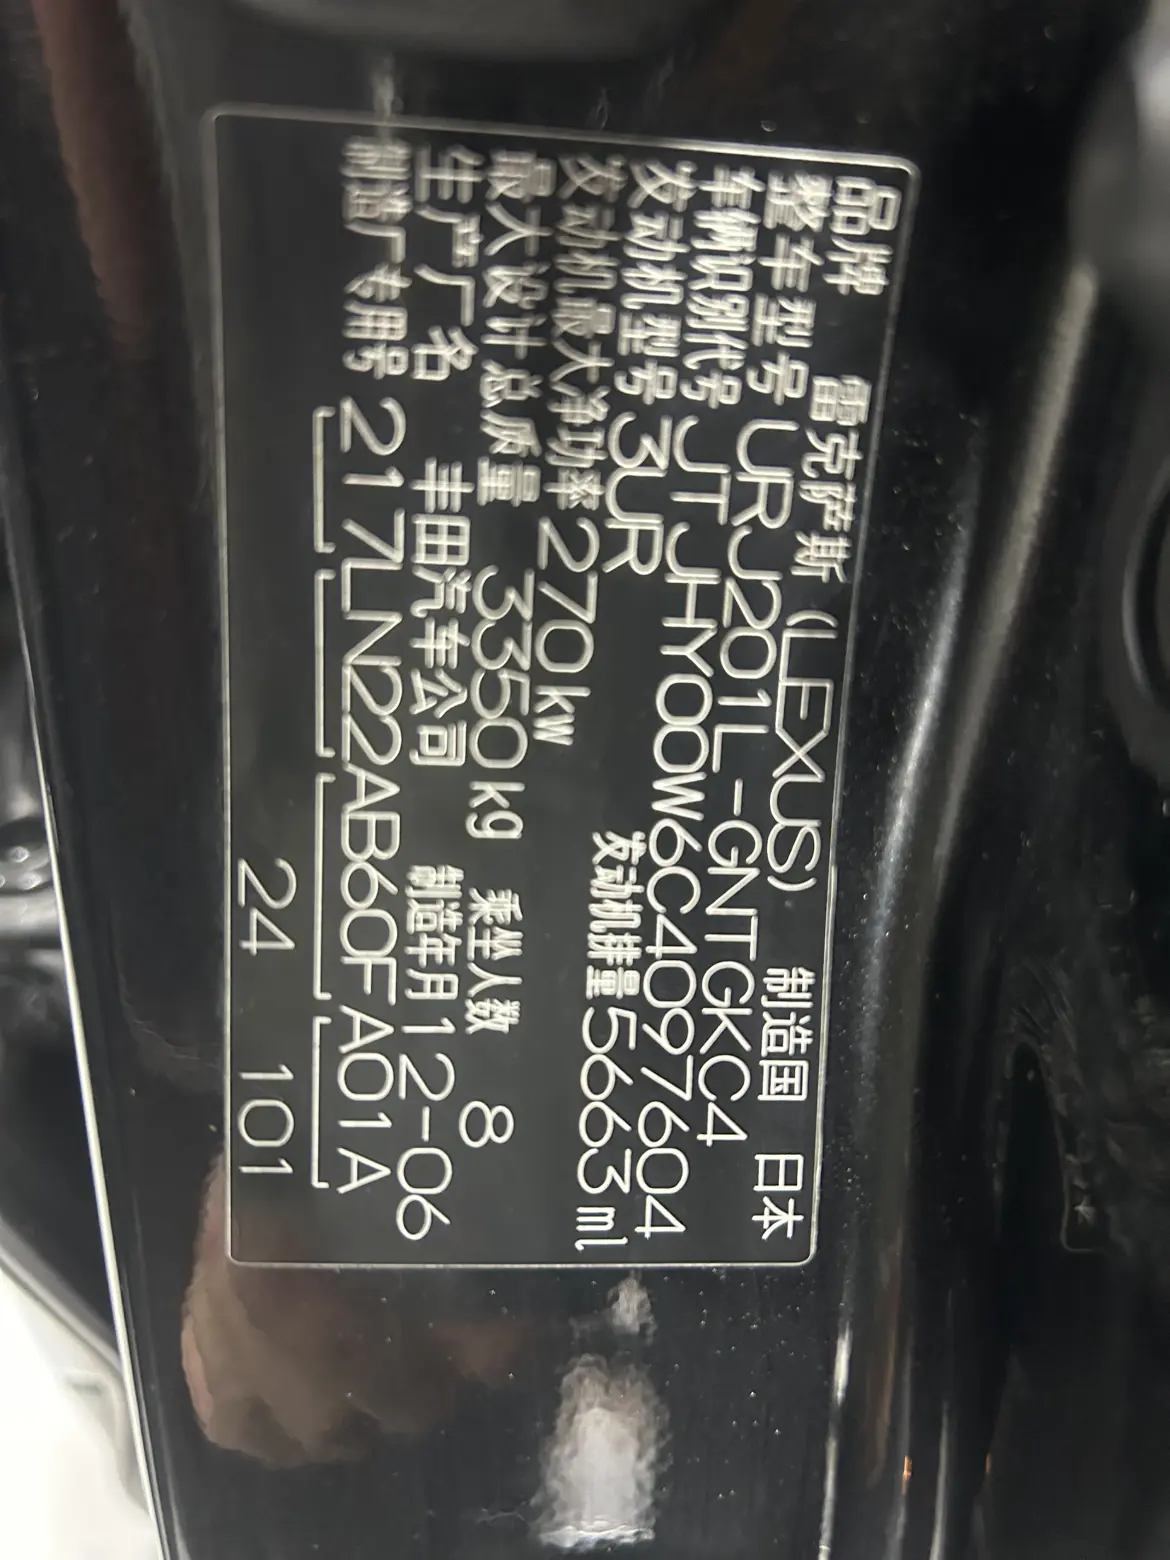 品牌 雷克萨斯 (LEXUS) 制造国 日本
整车型号 URJ201L-GNTGKC4
车辆识别代号 JTJHY00W6C4097604
发动机型号 3UR 发动机排量 5663ml
发动机最大净功率 270kw
最大设计总质量 3350kg 乘坐人数 8
生产厂名 丰田汽车公司 制造年月 12-06
制造厂专用号 217LN22AB60FA01A
24 101